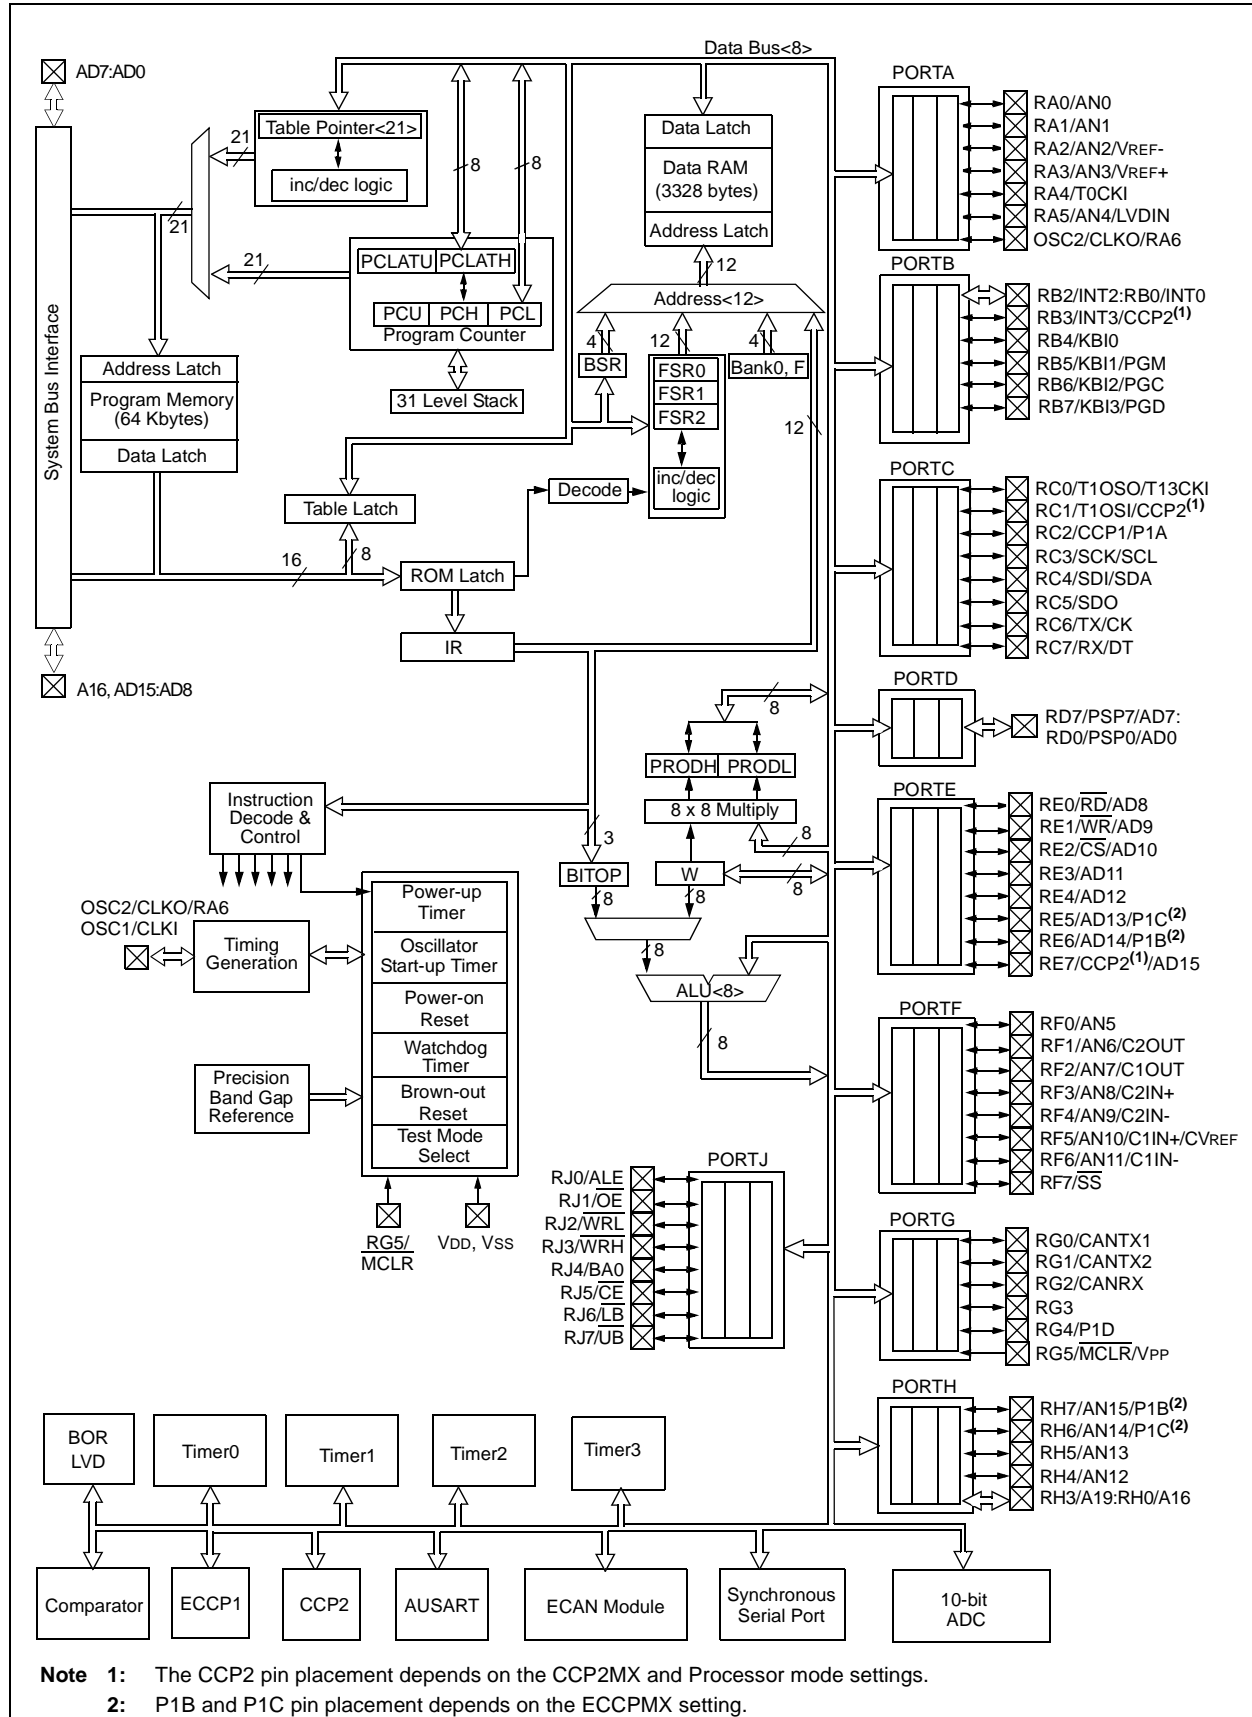 Data Bus<8>
AD7:AD0
System Bus Interface
A16, AD15:AD8
21
Table Pointer<21>
inc/dec logic
21
21
8
8
PCLATU
PCLATH
PCU
PCH
PCL
Program Counter
31 Level Stack
Address Latch
Program Memory
(64 Kbytes)
Data Latch
Data Latch
Data RAM
(3328 bytes)
Address Latch
12
Address<12>
4
12
4
BSR
FSR0
FSR1
FSR2
inc/dec
logic
Bank0, F
12
Decode
Table Latch
16
8
ROM Latch
IR
8
PRODH
PRODL
8 x 8 Multiply
8
3
BITOP
W
8
8
8
8
ALU<8>
8
Instruction
Decode &
Control
OSC2/CLKO/RA6
OSC1/CLKI
Timing
Generation
Precision
Band Gap
Reference
Power-up
Timer
Oscillator
Start-up Timer
Power-on
Reset
Watchdog
Timer
Brown-out
Reset
Test Mode
Select
RG5/
MCLR
VDD, VSS
PORTA
RA0/AN0
RA1/AN1
RA2/AN2/VREF-
RA3/AN3/VREF+
RA4/T0CKI
RA5/AN4/LVDIN
OSC2/CLKO/RA6
PORTB
RB2/INT2:RB0/INT0
RB3/INT3/CCP2(1)
RB4/KBI0
RB5/KBI1/PGM
RB6/KBI2/PGC
RB7/KBI3/PGD
PORTC
RC0/T1OSO/T13CKI
RC1/T1OSI/CCP2(1)
RC2/CCP1/P1A
RC3/SCK/SCL
RC4/SDI/SDA
RC5/SDO
RC6/TX/CK
RC7/RX/DT
PORTD
RD7/PSP7/AD7:
RD0/PSP0/AD0
PORTE
RE0/RD/AD8
RE1/WR/AD9
RE2/CS/AD10
RE3/AD11
RE4/AD12
RE5/AD13/P1C(2)
RE6/AD14/P1B(2)
RE7/CCP2(1)/AD15
PORTF
RF0/AN5
RF1/AN6/C2OUT
RF2/AN7/C1OUT
RF3/AN8/C2IN+
RF4/AN9/C2IN-
RF5/AN10/C1IN+/CVREF
RF6/AN11/C1IN-
RF7/SS
PORTJ
RJ0/ALE
RJ1/OE
RJ2/WRL
RJ3/WRH
RJ4/BA0
RJ5/CE
RJ6/LB
RJ7/UB
PORTG
RG0/CANTX1
RG1/CANTX2
RG2/CANRX
RG3
RG4/P1D
RG5/MCLR/VPP
PORTH
RH7/AN15/P1B(2)
RH6/AN14/P1C(2)
RH5/AN13
RH4/AN12
RH3/A19:RH0/A16
BOR
LVD
Timer0
Timer1
Timer2
Timer3
Comparator
ECCP1
CCP2
AUSART
ECAN Module
Synchronous
Serial Port
10-bit
ADC
Note 1: The CCP2 pin placement depends on the CCP2MX and Processor mode settings.
2: P1B and P1C pin placement depends on the ECCPMX setting.